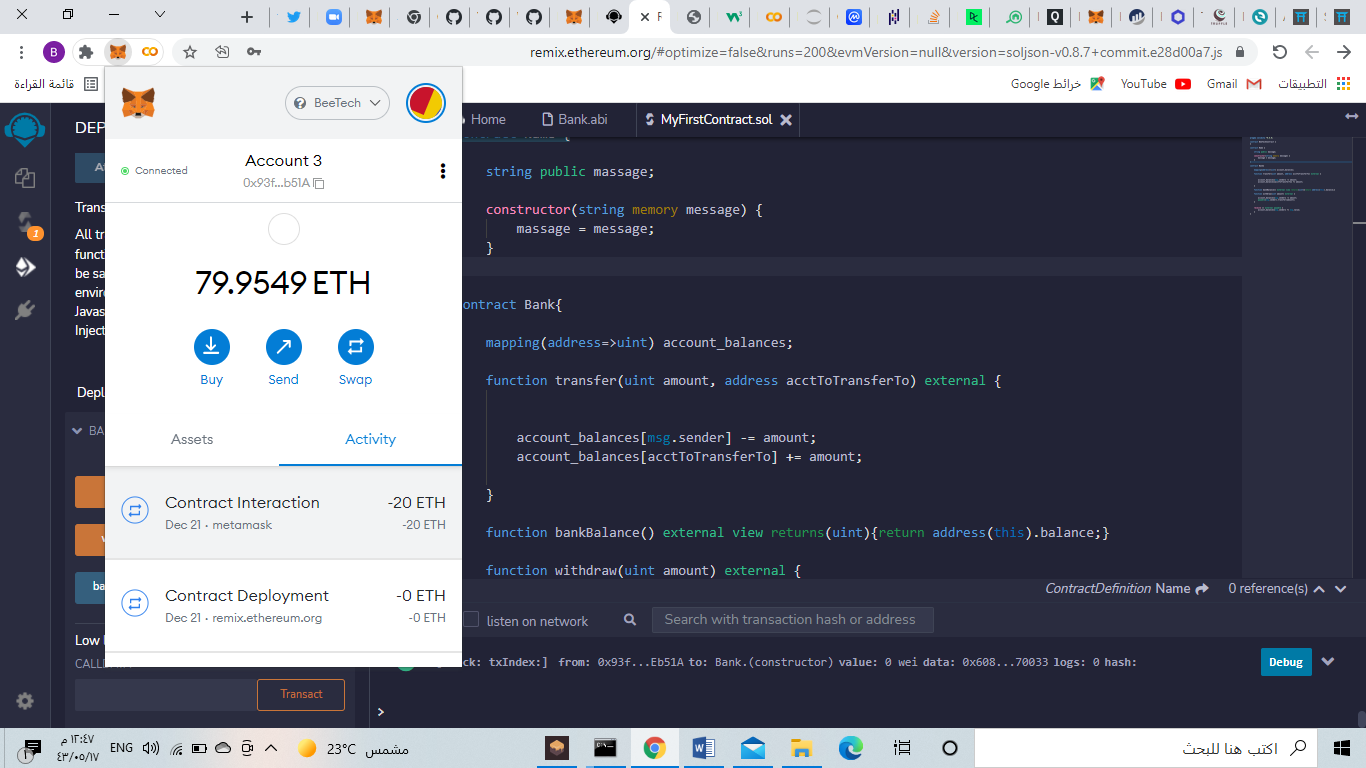 remix.ethereum.org/#optimize=false&runs=200&evmVersion=null&version=soljson-v0.8.7+commit.e28d00a7.js
B
قائمة القراءة
خرائط Google
YouTube
Gmail
التطبيقات
BeeTech
Connected
Account 3
0x93f...b51A
79.9549 ETH
Buy
Send
Swap
Assets
Activity
Contract Interaction
-20 ETH
Dec 21 · metamask
-20 ETH
Contract Deployment
-0 ETH
Dec 21 · remix.ethereum.org
-0 ETH
DEP
At
Trans
All tr
funct
be sa
enviro
Javas
Inject
Depl
BA
ba
Low l
CALLDATA
Transact
1
Home
Bank.abi
MyFirstContract.sol
string public massage;
constructor(string memory message) {
massage = message;
}
ontract Bank{
mapping(address=>uint) account_balances;
function transfer(uint amount, address acctToTransferTo) external {
account_balances[msg.sender] -= amount;
account_balances[acctToTransferTo] += amount;
}
function bankBalance() external view returns(uint){return address(this).balance;}
function withdraw(uint amount) external {
ContractDefinition Name
0 reference(s)
listen on network
Search with transaction hash or address
ck: txIndex:] from: 0x93f...Eb51A to: Bank.(constructor) value: 0 wei data: 0x608...70033 logs: 0 hash:
Debug
>
١٢:٤٧ م
٤٣/٠٥/١٧
ENG
23°C
مشمس
اكتب هنا للبحث